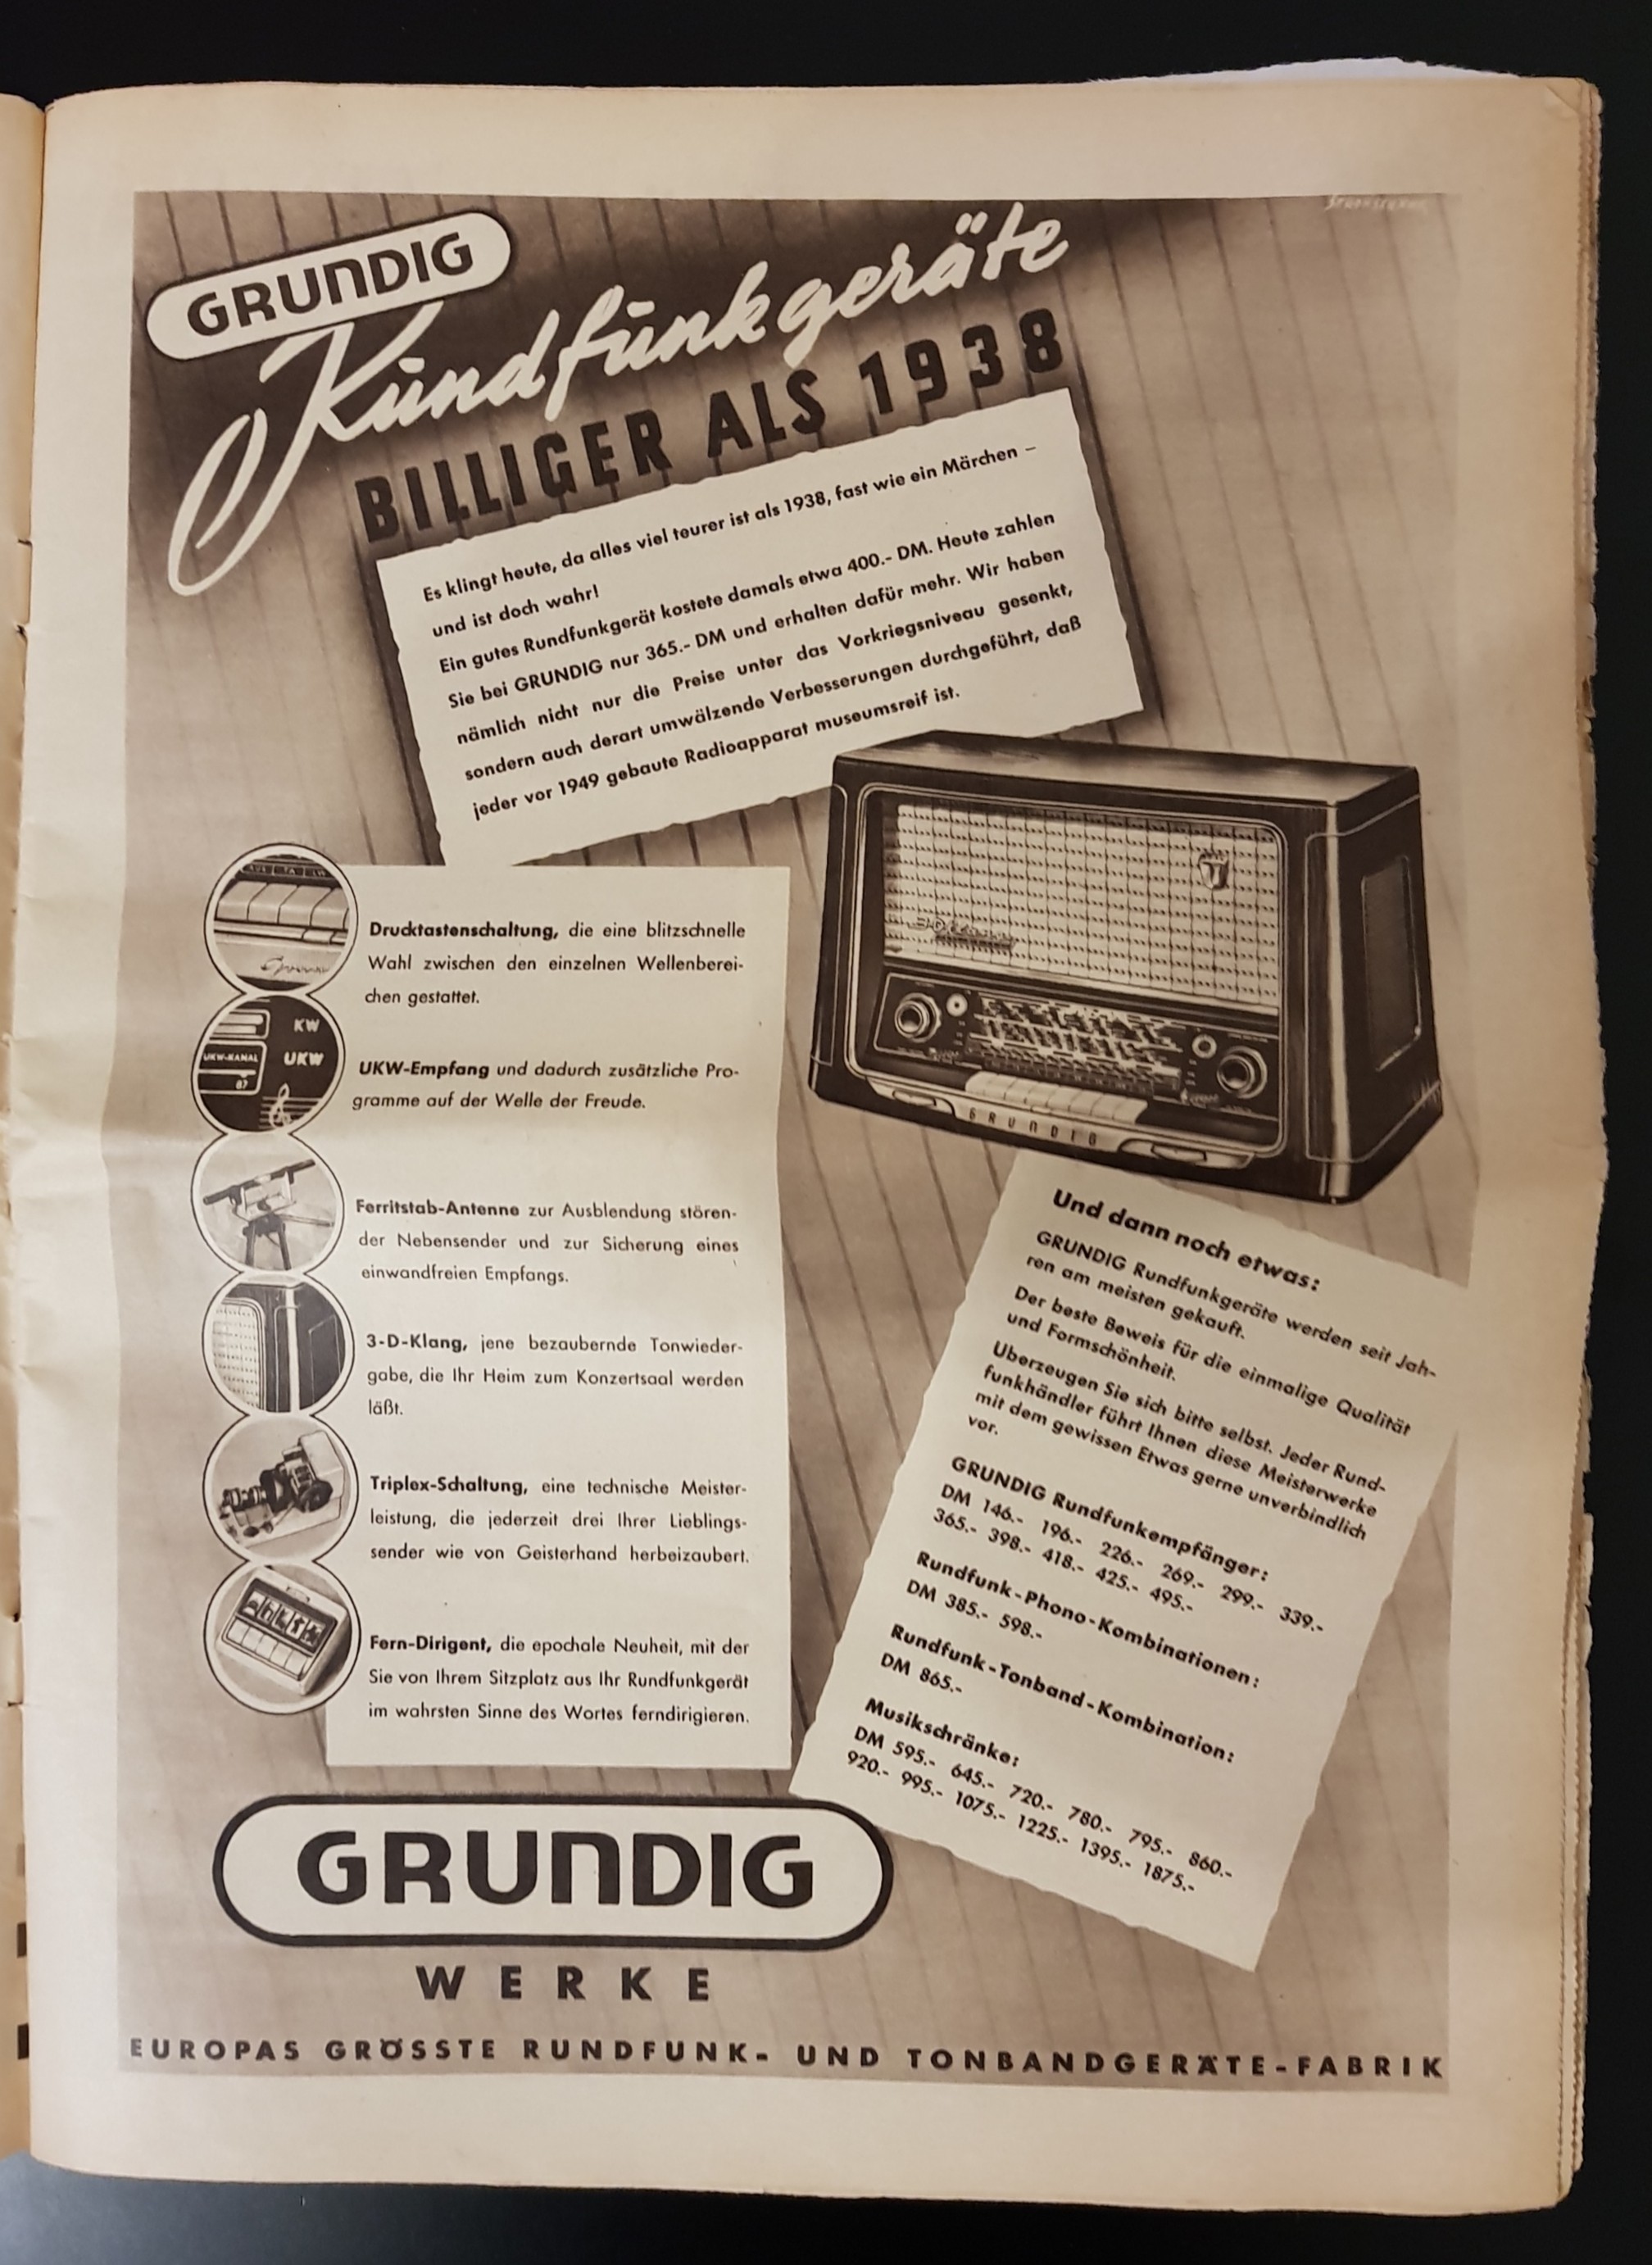 GRUNDIG
Rundfunkgeräte
BILLIGER ALS 1938
Es klingt heute, da alles viel teurer ist als 1938, fast wie ein Märchen –
und ist doch wahr!
Ein gutes Rundfunkgerät kostete damals etwa 400.- DM. Heute zahlen
Sie bei GRUNDIG nur 365.- DM und erhalten dafür mehr. Wir haben
nämlich nicht nur die Preise unter das Vorkriegsniveau gesenkt,
sondern auch derart umwälzende Verbesserungen durchgeführt, daß
jeder vor 1949 gebaute Radioapparat museumsreif ist.
Drucktastenschaltung, die eine blitzschnelle
Wahl zwischen den einzelnen Wellenberei-
chen gestattet.
KW
UKW-KANAL
UKW
87
UKW-Empfang und dadurch zusätzliche Pro-
gramme auf der Welle der Freude.
Ferritstab-Antenne zur Ausblendung stören-
der Nebensender und zur Sicherung eines
einwandfreien Empfangs.
3-D-Klang, jene bezaubernde Tonwieder-
gabe, die Ihr Heim zum Konzertsaal werden
läßt.
Triplex-Schaltung, eine technische Meister-
leistung, die jederzeit drei Ihrer Lieblings-
sender wie von Geisterhand herbeizaubert.
Fern-Dirigent, die epochale Neuheit, mit der
Sie von Ihrem Sitzplatz aus Ihr Rundfunkgerät
im wahrsten Sinne des Wortes ferndirigieren.
GRUNDIG
Und dann noch etwas:
GRUNDIG Rundfunkgeräte werden seit Jah-
ren am meisten gekauft.
Der beste Beweis für die einmalige Qualität
und Formschönheit.
Uberzeugen Sie sich bitte selbst. Jeder Rund-
funkhändler führt Ihnen diese Meisterwerke
mit dem gewissen Etwas gerne unverbindlich
vor.
GRUNDIG Rundfunkempfänger:
DM 146.- 196.- 226.- 269.- 299.- 339.-
365.- 398.- 418.- 425.- 495.-
Rundfunk-Phono-Kombinationen:
DM 385.- 598.-
Rundfunk-Tonband-Kombination:
DM 865.-
Musikschränke:
DM 595.- 645.- 720.- 780.- 795.- 860.-
920.- 995.- 1075.- 1225.- 1395.- 1875.-
GRUNDIG
WERKE
EUROPAS GRÖSSTE RUNDFUNK- UND TONBANDGERÄTE-FABRIK